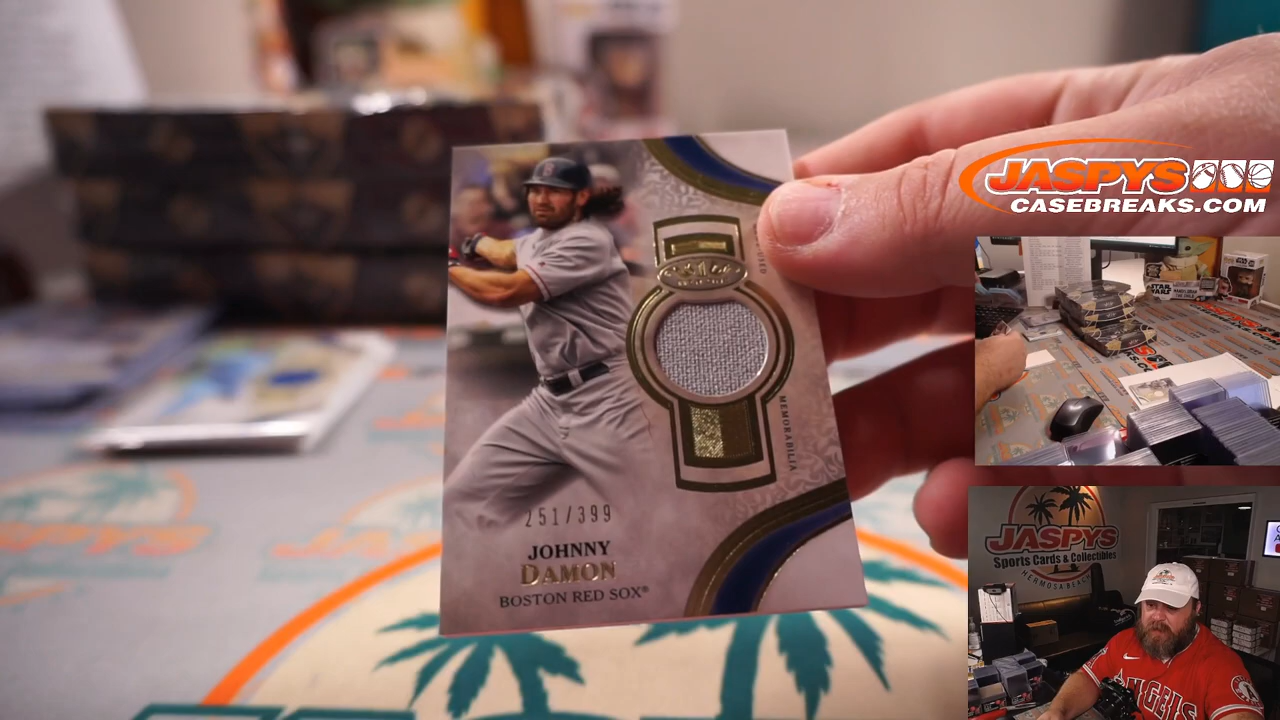 251/399
JOHNNY
DAMON
BOSTON RED SOX®
MEMORABILIA
JASPYS
CASEBREAKS.COM
STAR
WARS
JASPYS
Sports Cards & Collectibles
HERMOSA BEACH
ANGELS